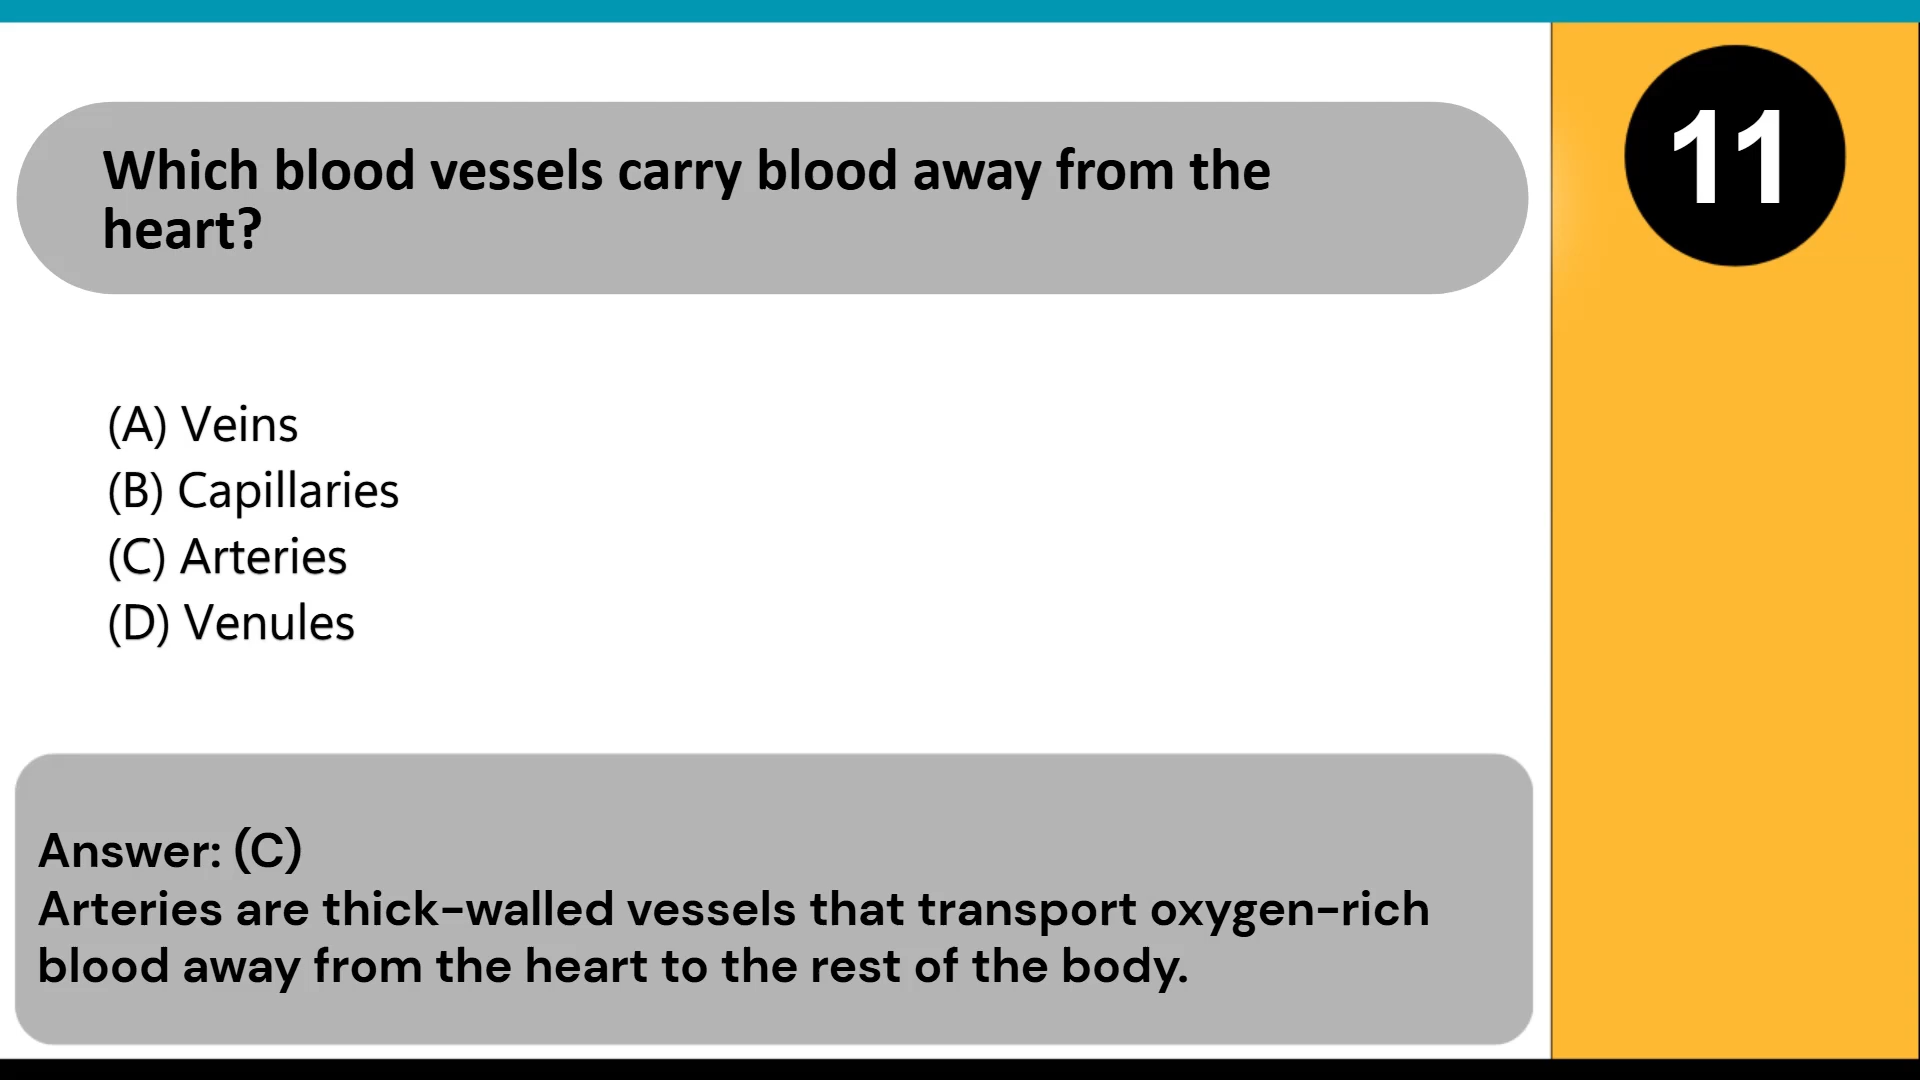 11
Which blood vessels carry blood away from the
heart?
(A) Veins
(B) Capillaries
(C) Arteries
(D) Venules
Answer: (C)
Arteries are thick-walled vessels that transport oxygen-rich
blood away from the heart to the rest of the body.